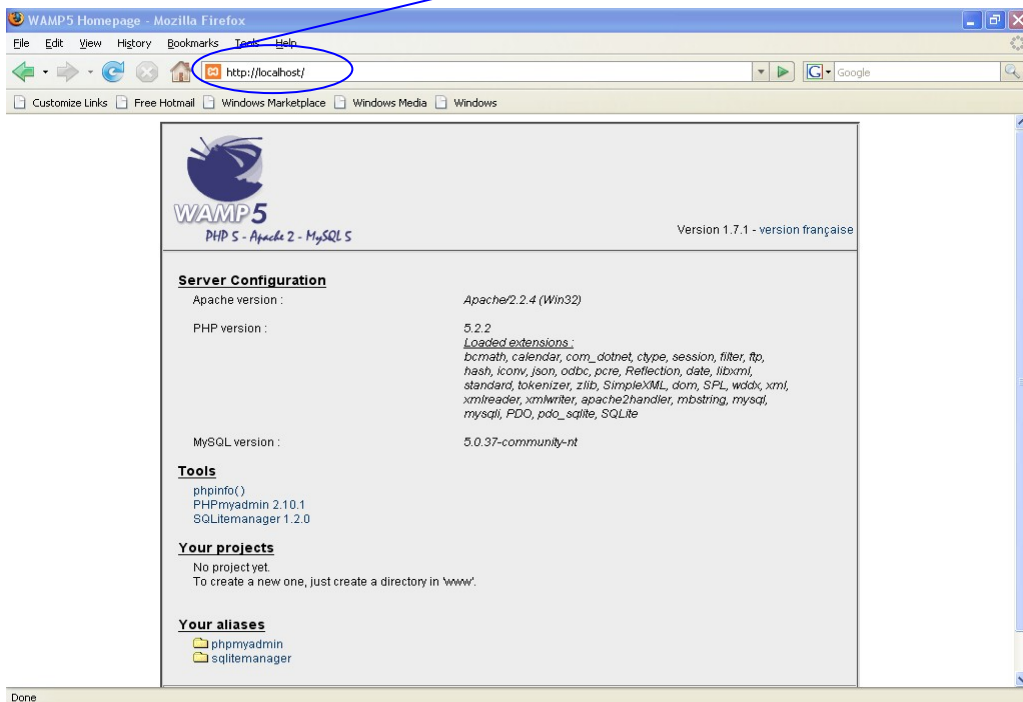 WAMP5 Homepage - Mozilla Firefox
File Edit View History Bookmarks Tools Help
http://localhost/
G Google
Customize Links Free Hotmail Windows Marketplace Windows Media Windows
WAMP5
PHP 5 - Apache 2 - MySQL 5
Version 1.7.1 - version française
Server Configuration
Apache version : Apache/2.2.4 (Win32)
PHP version : 5.2.2
Loaded extensions :
bcmath, calendar, com_dotnet, ctype, session, filter, ftp,
hash, iconv, json, odbc, pcre, Reflection, date, libxml,
standard, tokenizer, zlib, SimpleXML, dom, SPL, wddx, xml,
xmlreader, xmlwriter, apache2handler, mbstring, mysql,
mysqli, PDO, pdo_sqlite, SQLite
MySQL version : 5.0.37-community-nt
Tools
phpinfo()
PHPmyadmin 2.10.1
SQLitemanager 1.2.0
Your projects
No project yet.
To create a new one, just create a directory in 'www'.
Your aliases
phpmyadmin
sqlitemanager
Done